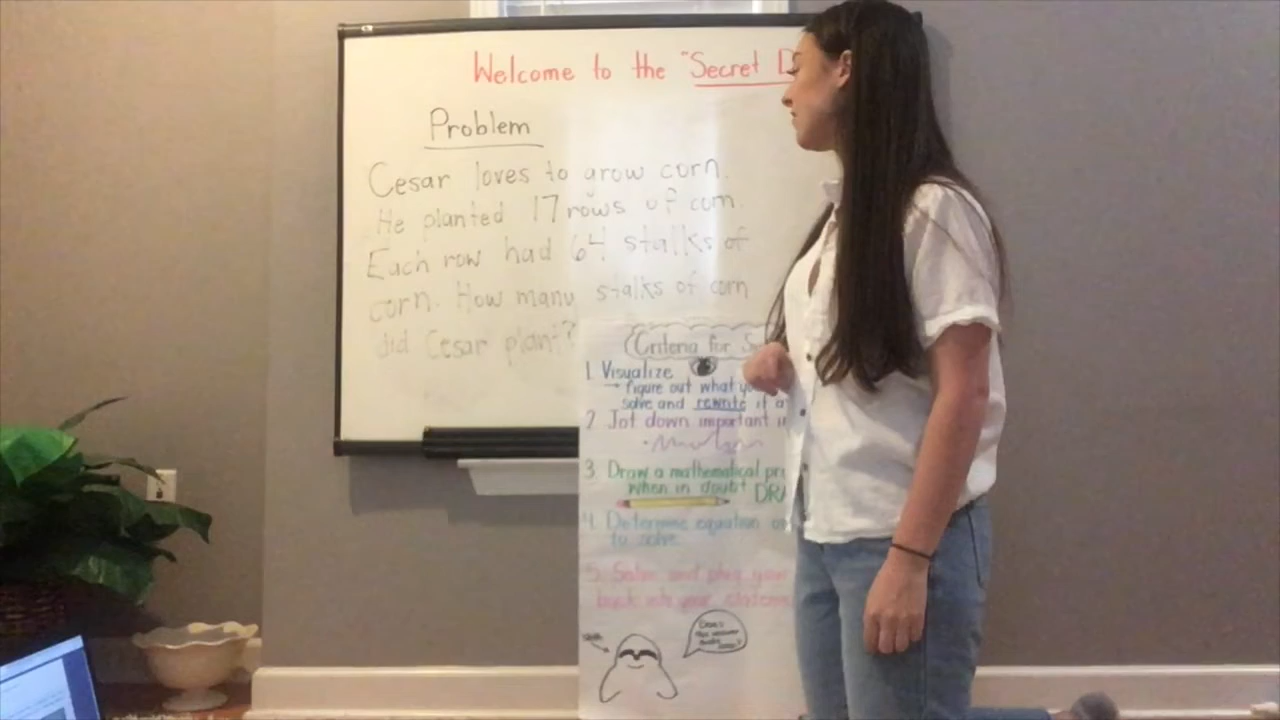 Welcome to the "Secret D
Problem
Cesar loves to grow corn.
He planted 17 rows of corn.
Each row had 64 stalks of
corn. How many stalks of corn
did Cesar plant?
Criteria for S
1. Visualize
→ figure out what yo
solve and rewrite it a
2 Jot down important i
3 Draw a mathematical
when in doubt DRA
4. Determine equation
to solve
5. Solve and plug your
back into your